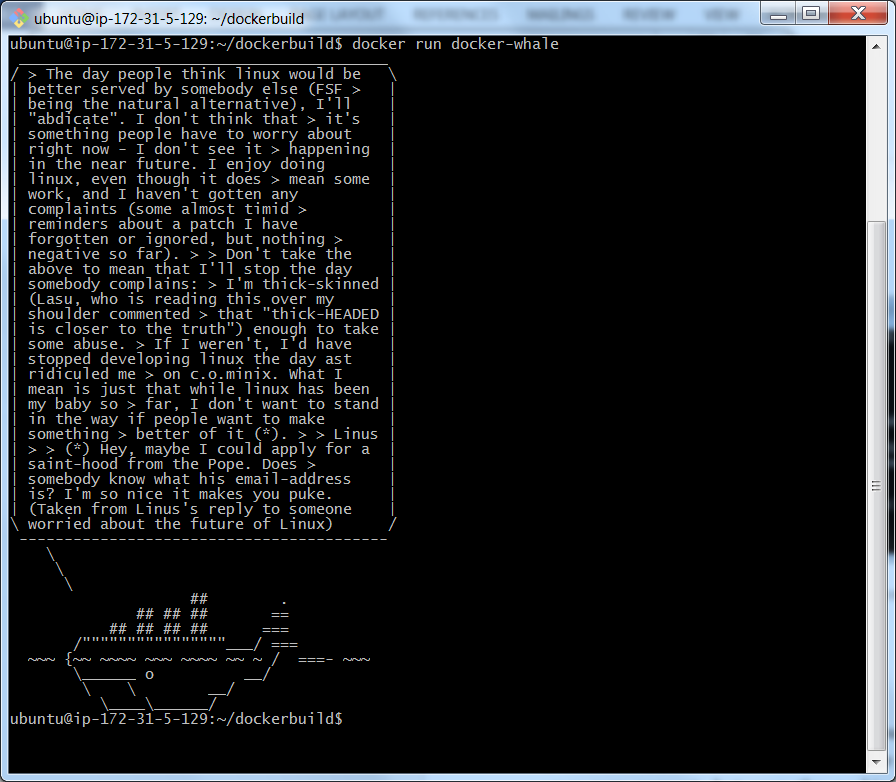 ubuntu@ip-172-31-5-129: ~/dockerbuild
ubuntu@ip-172-31-5-129:~/dockerbuild$ docker run docker-whale
 _________________________________________
/ > The day people think linux would be   \
| better served by somebody else (FSF >   |
| being the natural alternative), I'll    |
| "abdicate". I don't think that > it's   |
| something people have to worry about    |
| right now - I don't see it > happening  |
| in the near future. I enjoy doing       |
| linux, even though it does > mean some  |
| work, and I haven't gotten any          |
| complaints (some almost timid >         |
| reminders about a patch I have          |
| forgotten or ignored, but nothing >     |
| negative so far). > > Don't take the    |
| above to mean that I'll stop the day    |
| somebody complains: > I'm thick-skinned |
| (Lasu, who is reading this over my      |
| shoulder commented > that "thick-HEADED |
| is closer to the truth") enough to take |
| some abuse. > If I weren't, I'd have    |
| stopped developing linux the day ast    |
| ridiculed me > on c.o.minix. What I     |
| mean is just that while linux has been  |
| my baby so > far, I don't want to stand |
| in the way if people want to make       |
| something > better of it (*). > > Linus |
| > > (*) Hey, maybe I could apply for a  |
| saint-hood from the Pope. Does >        |
| somebody know what his email-address    |
| is? I'm so nice it makes you puke.      |
| (Taken from Linus's reply to someone    |
\ worried about the future of Linux)      /
 -----------------------------------------
    \
     \
      \
                    ##        .
              ## ## ##       ==
           ## ## ## ##      ===
       /""""""""""""""""___/ ===
  ~~~ {~~ ~~~~ ~~~ ~~~~ ~~ ~ /  ===- ~~~
       \______ o          __/
        \    \        __/
          \____\______/
ubuntu@ip-172-31-5-129:~/dockerbuild$